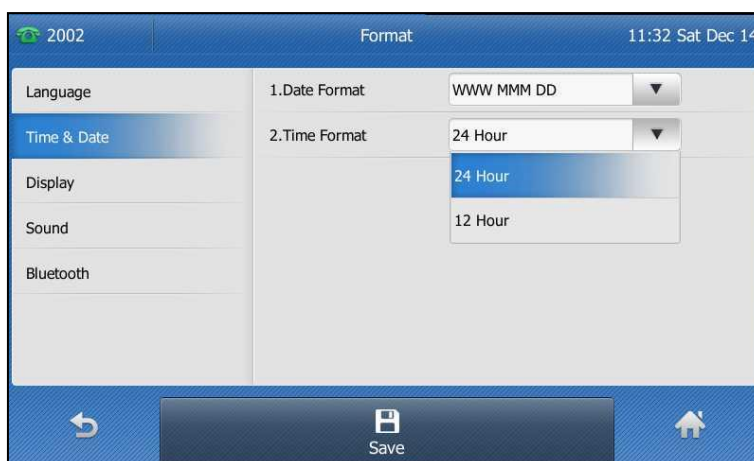 2002 Format 11:32 Sat Dec 14
Language
Time & Date
Display
Sound
Bluetooth
1.Date Format WWW MMM DD
2.Time Format 24 Hour
24 Hour
12 Hour
Save